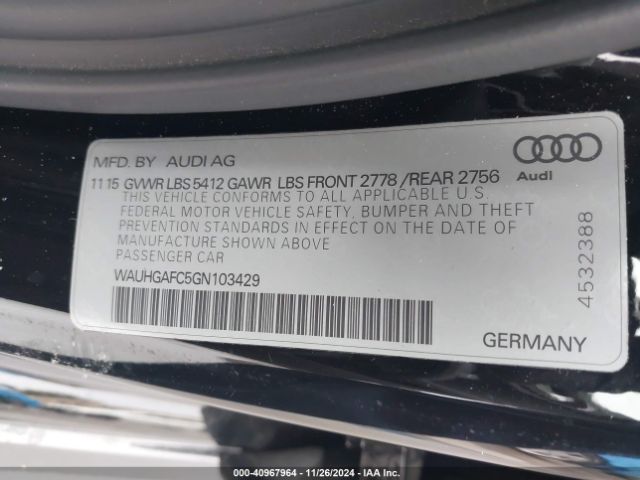 MFD. BY AUDI AG
Audi
11 15 GVWR LBS 5412 GAWR LBS FRONT 2778 /REAR 2756
THIS VEHICLE CONFORMS TO ALL APPLICABLE U.S.
FEDERAL MOTOR VEHICLE SAFETY, BUMPER AND THEFT
PREVENTION STANDARDS IN EFFECT ON THE DATE OF
MANUFACTURE SHOWN ABOVE
PASSENGER CAR
WAUHGAFC5GN103429
4532388
GERMANY
000-40967964 - 11/26/2024 - IAA Inc.